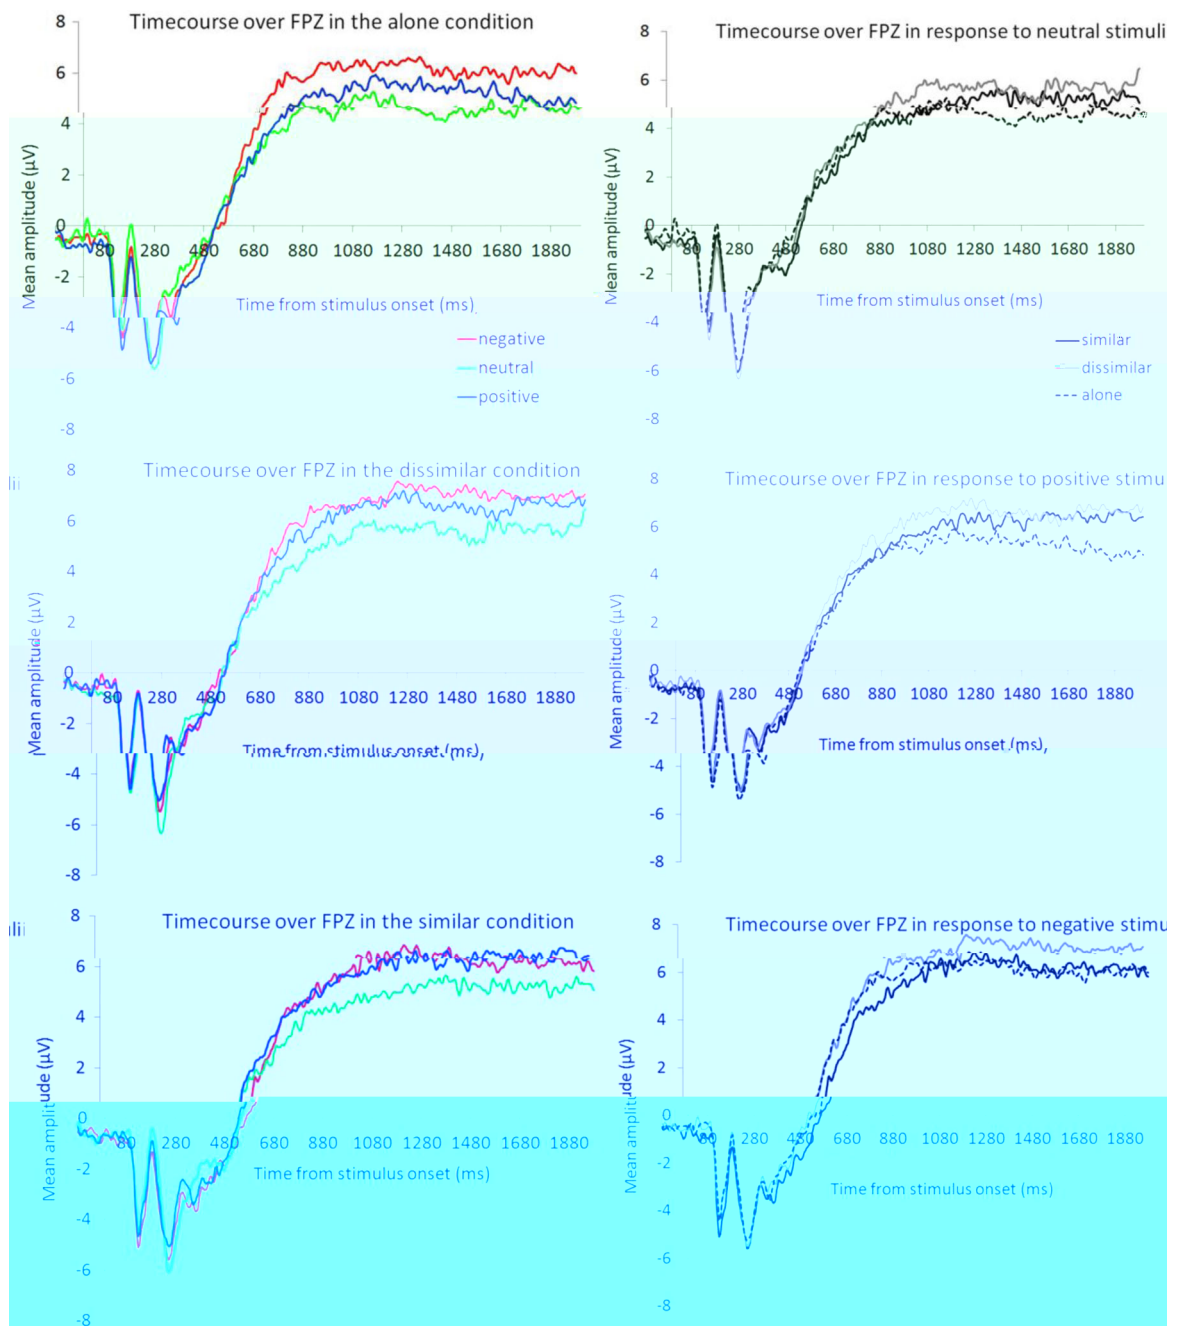 Timecourse over FPZ in the alone condition
8
6
4
2
0
-2
-4
-6
-8
80 280 480 680 880 1080 1280 1480 1680 1880
Mean amplitude (µV)
Time from stimulus onset (ms)
negative
neutral
positive
Timecourse over FPZ in response to neutral stimuli
8
6
4
2
0
-2
-4
-6
-8
80 280 480 680 880 1080 1280 1480 1680 1880
Mean amplitude (µV)
Time from stimulus onset (ms)
similar
dissimilar
alone
lii
Timecourse over FPZ in the dissimilar condition
8
6
4
2
0
-2
-4
-6
-8
80 280 480 680 880 1080 1280 1480 1680 1880
Mean amplitude (µV)
Time from stimulus onset (ms)
Timecourse over FPZ in response to positive stimu
8
6
4
2
0
-2
-4
-6
-8
80 280 480 680 880 1080 1280 1480 1680 1880
Mean amplitude (µV)
Time from stimulus onset (ms)
lii
Timecourse over FPZ in the similar condition
8
6
4
2
0
-2
-4
-6
-8
80 280 480 680 880 1080 1280 1480 1680 1880
Mean amplitude (µV)
Time from stimulus onset (ms)
Timecourse over FPZ in response to negative stimu
8
6
4
2
0
-2
-4
-6
-8
80 280 480 680 880 1080 1280 1480 1680 1880
Mean amplitude (µV)
Time from stimulus onset (ms)